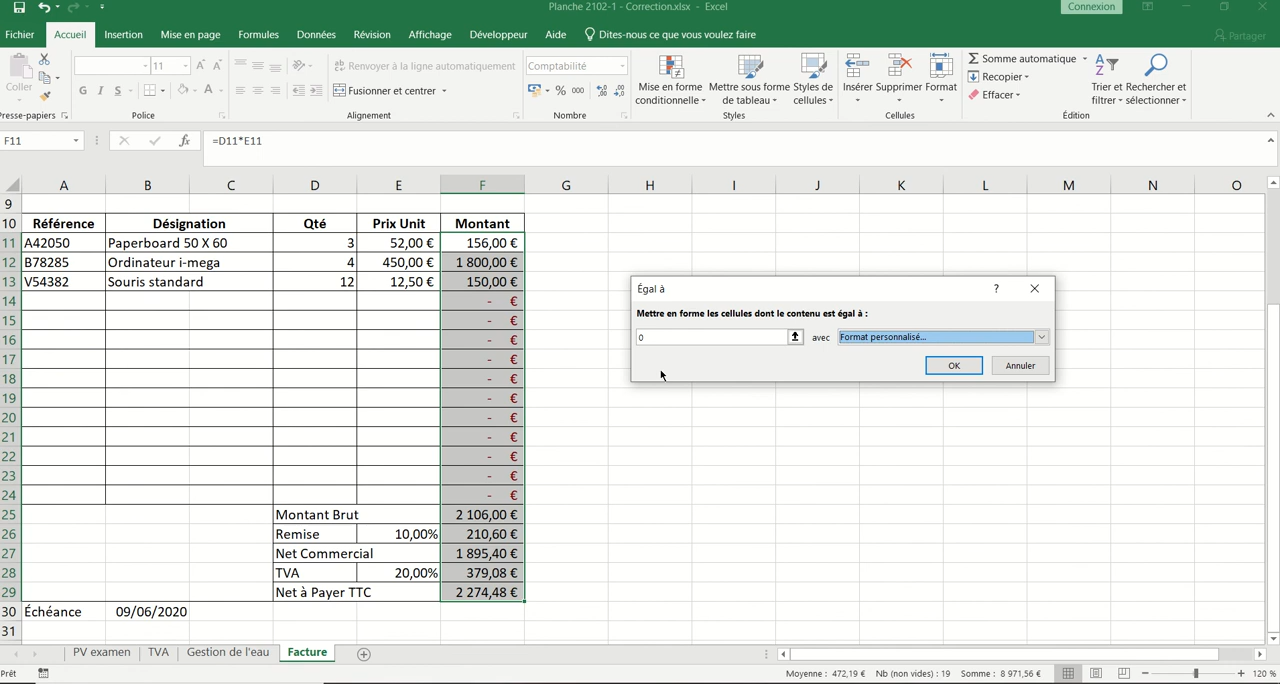 Planche 2102-1 - Correction.xlsx - Excel
Connexion
Fichier Accueil Insertion Mise en page Formules Données Révision Affichage Développeur Aide Dites-nous ce que vous voulez faire Partager
Coller
11
Renvoyer à la ligne automatiquement
Comptabilité
Mise en forme conditionnelle
Mettre sous forme de tableau
Styles de cellules
Insérer Supprimer Format
Somme automatique
Recopier
Effacer
Trier et filtrer
Rechercher et sélectionner
G I S
Fusionner et centrer
% 000
Presse-papiers Police Alignement Nombre Styles Cellules Édition
F11 fx =D11*E11
A B C D E F G H I J K L M N O
9
10 Référence Désignation Qté Prix Unit Montant
11 A42050 Paperboard 50 X 60 3 52,00 € 156,00 €
12 B78285 Ordinateur i-mega 4 450,00 € 1 800,00 €
13 V54382 Souris standard 12 12,50 € 150,00 €
14 - €
15 - €
16 - €
17 - €
18 - €
19 - €
20 - €
21 - €
22 - €
23 - €
24 - €
25 Montant Brut 2 106,00 €
26 Remise 10,00% 210,60 €
27 Net Commercial 1 895,40 €
28 TVA 20,00% 379,08 €
29 Net à Payer TTC 2 274,48 €
30 Échéance 09/06/2020
31
Égal à ?
Mettre en forme les cellules dont le contenu est égal à :
0 avec Format personnalisé...
OK Annuler
PV examen TVA Gestion de l'eau Facture
Prêt Moyenne : 472,19 € Nb (non vides) : 19 Somme : 8 971,56 € 120 %